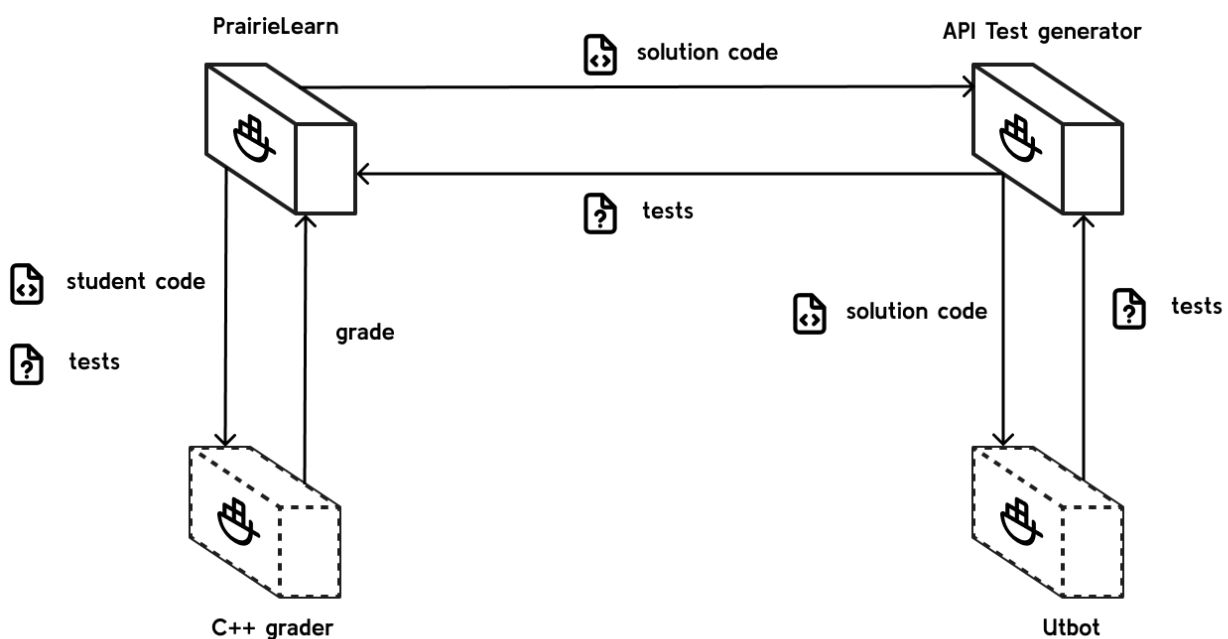 PrairieLearn
API Test generator
solution code
tests
student code
tests
grade
solution code
tests
C++ grader
Utbot